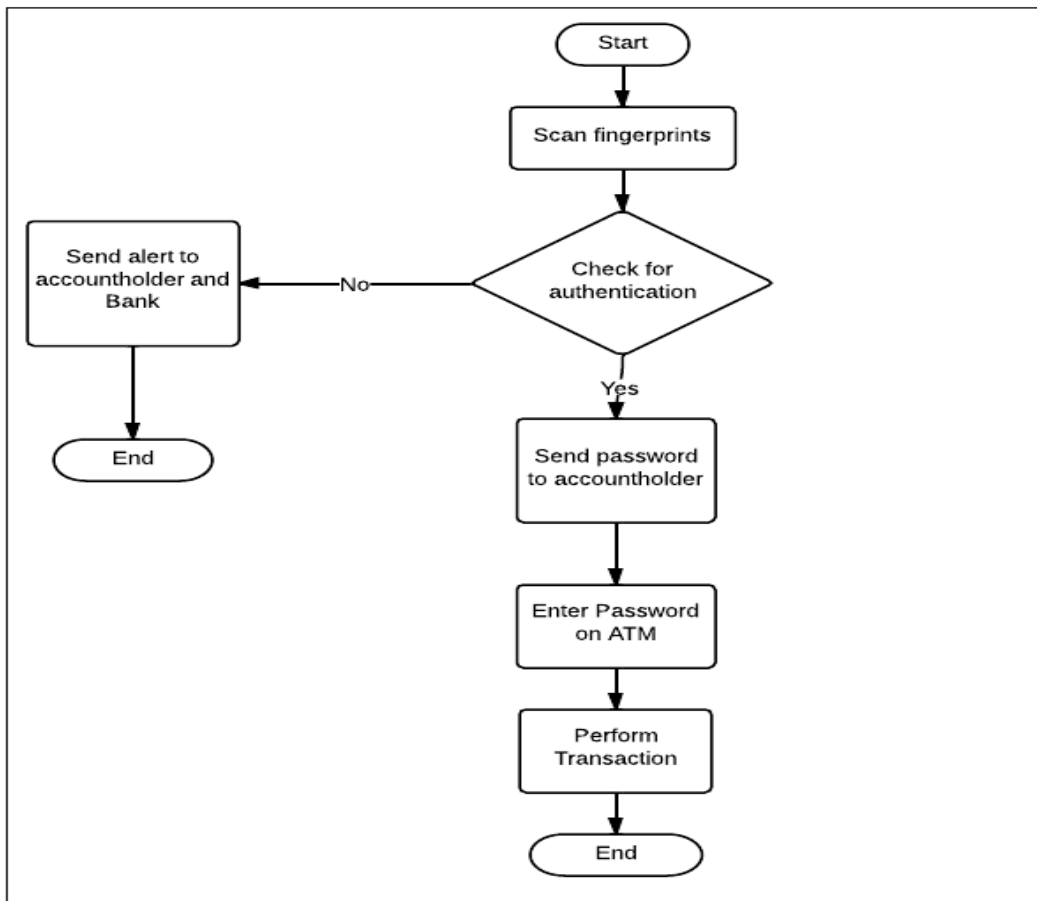 Start
Scan fingerprints
Check for
authentication
No
Send alert to
accountholder and
Bank
End
Yes
Send password
to accountholder
Enter Password
on ATM
Perform
Transaction
End